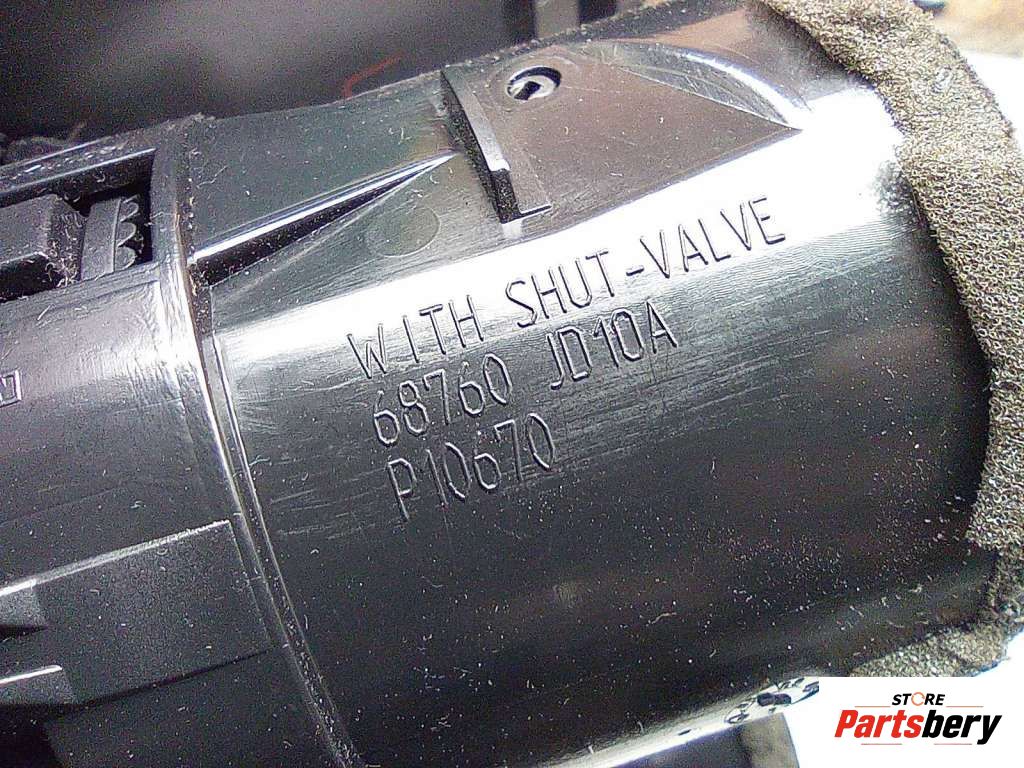 WITH SHUT-VALVE
68760 JD10A
P10670
STORE
Partsbery